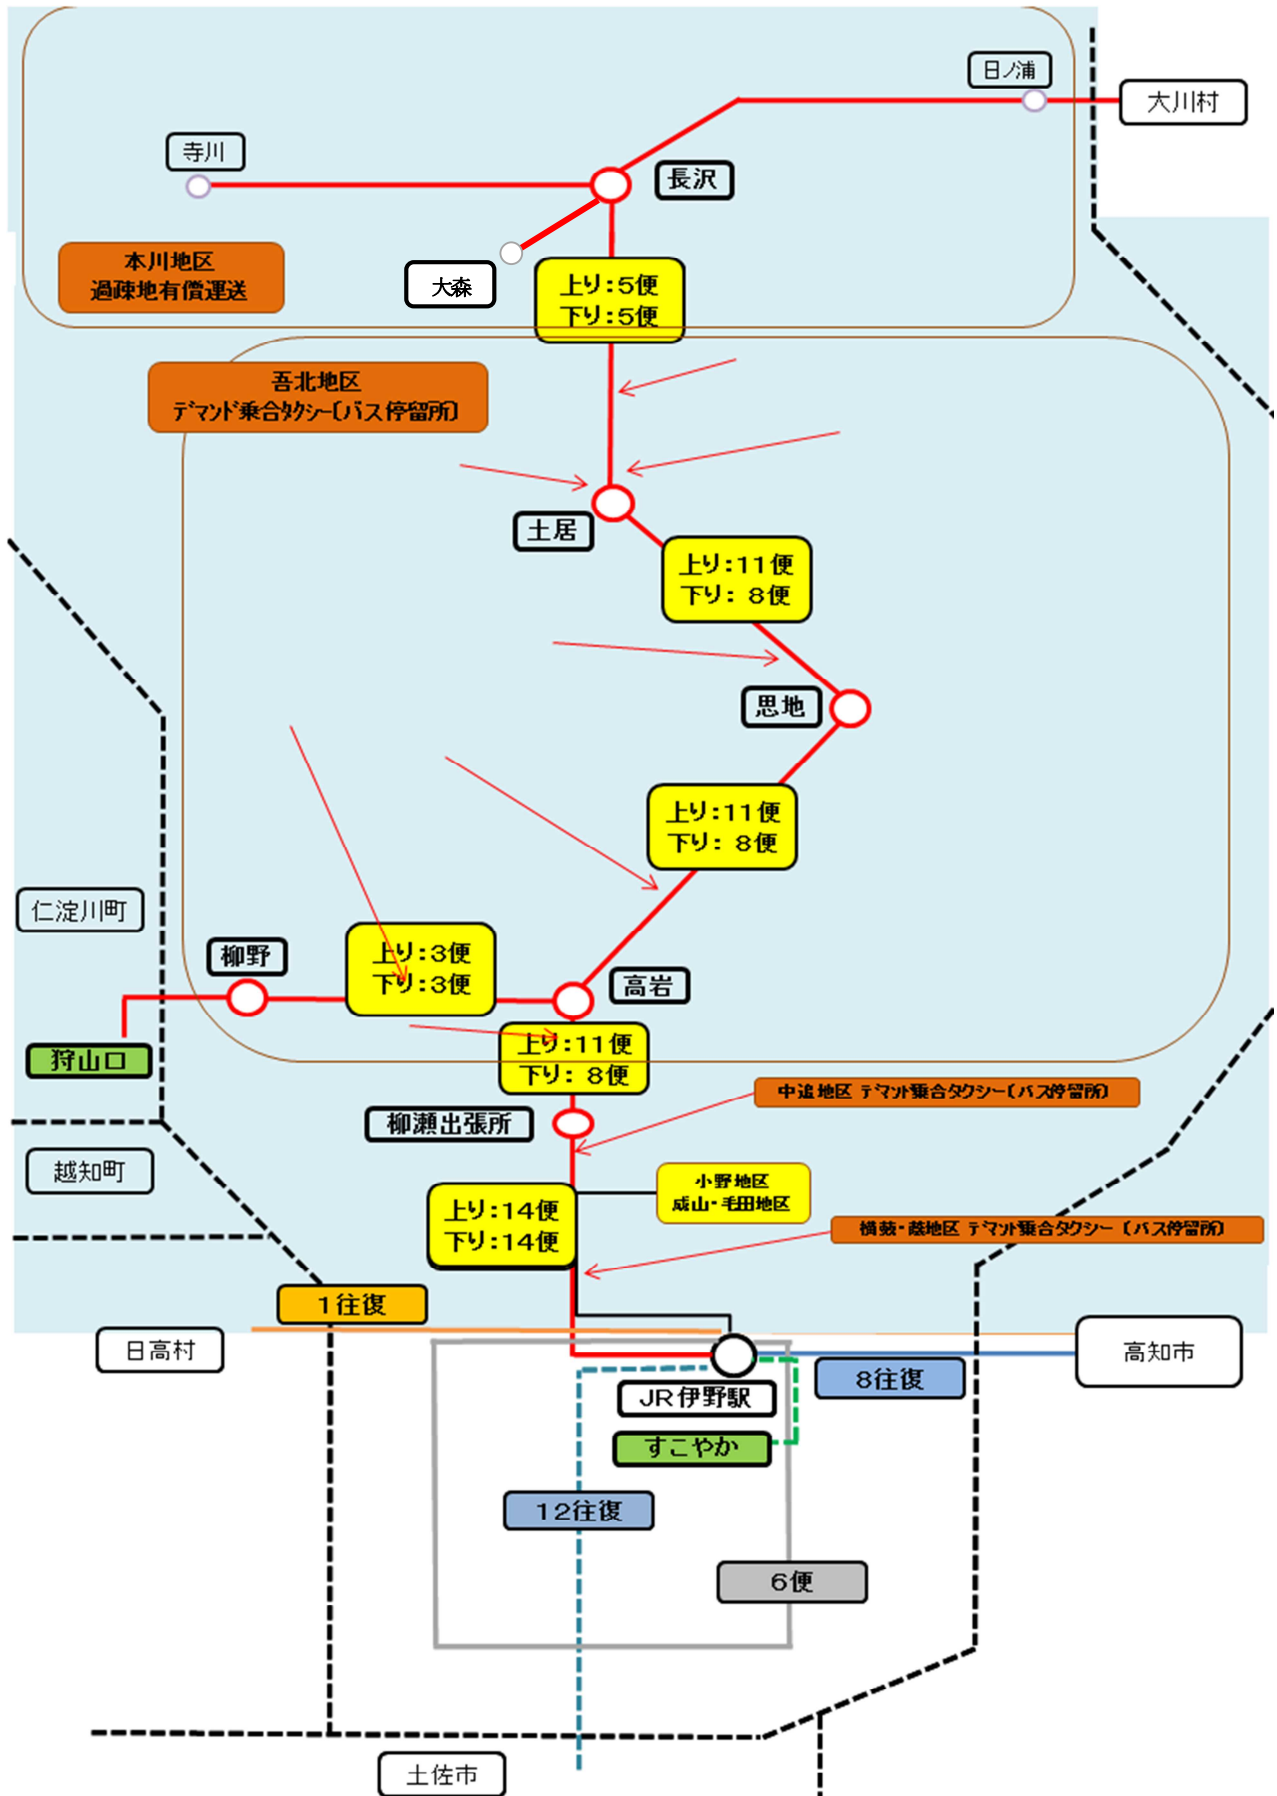 日ノ浦
大川村
寺川
長沢
本川地区
過疎地有償運送
大森
上り:5便
下り:5便
吾北地区
デマンド乗合タクシー〔バス停留所〕
土居
上り:11便
下り: 8便
思地
上り:11便
下り: 8便
仁淀川町
柳野
上り:3便
下り:3便
高岩
狩山口
上り:11便
下り: 8便
中追地区 デマンド乗合タクシー〔バス停留所〕
柳瀬出張所
越知町
小野地区
成山・毛田地区
上り:14便
下り:14便
地区 デマンド乗合タクシー〔バス停留所〕
1往復
日高村
高知市
8往復
JR伊野駅
すこやか
12往復
6便
土佐市